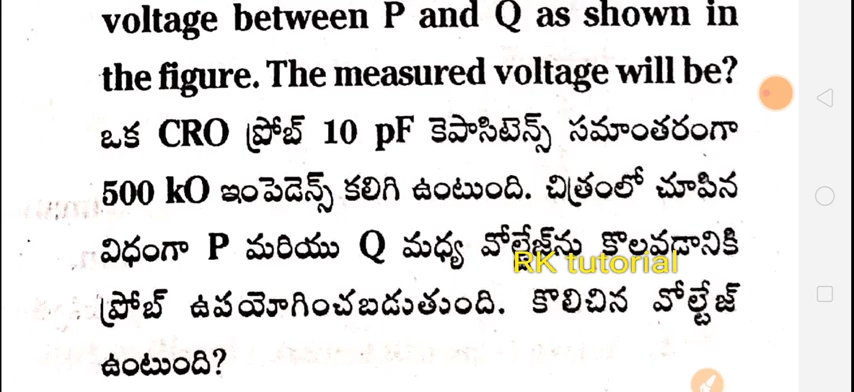 voltage between P and Q as shown in
the figure. The measured voltage will be?
ఒక CRO ప్రోబ్ 10 pF కెపాసిటెన్స్ సమాంతరంగా
500 kO ఇంపెడెన్స్ కలిగి ఉంటుంది. చిత్రంలో చూపిన
విధంగా P మరియు Q మధ్య వోల్టేజ్‌ను కొలవడానికి
RK tutorial
ప్రోబ్ ఉపయోగించబడుతుంది. కొలిచిన వోల్టేజ్
ఉంటుంది?